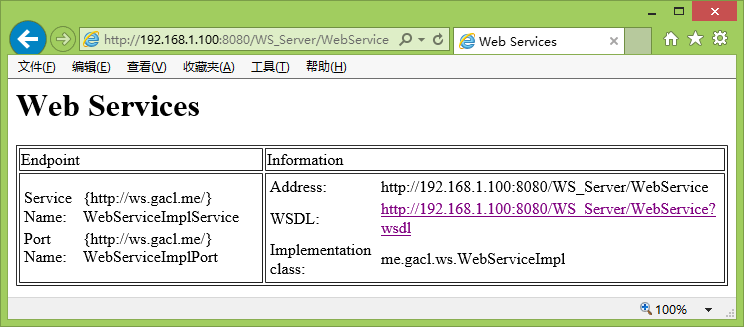 http://192.168.1.100:8080/WS_Server/WebService
Web Services
文件(F) 编辑(E) 查看(V) 收藏夹(A) 工具(T) 帮助(H)
Web Services
Endpoint
Information
Service {http://ws.gacl.me/}
Name: WebServiceImplService
Port {http://ws.gacl.me/}
Name: WebServiceImplPort
Address: http://192.168.1.100:8080/WS_Server/WebService
WSDL: http://192.168.1.100:8080/WS_Server/WebService?
wsdl
Implementation
class: me.gacl.ws.WebServiceImpl
100%